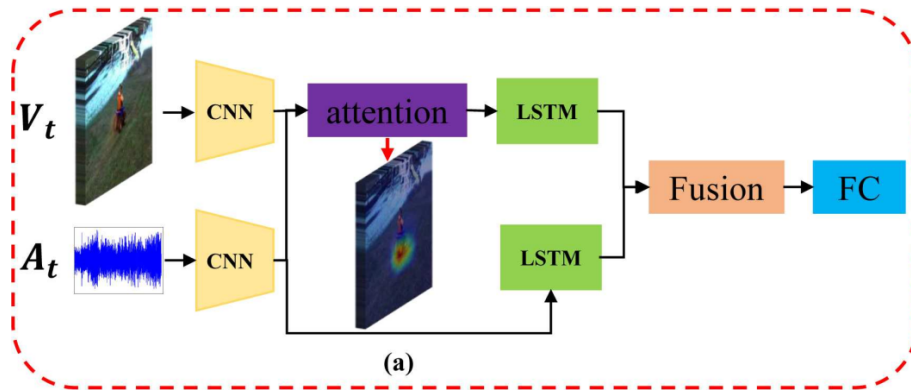 V_t
CNN
attention
LSTM
Fusion
FC
A_t
CNN
LSTM
(a)